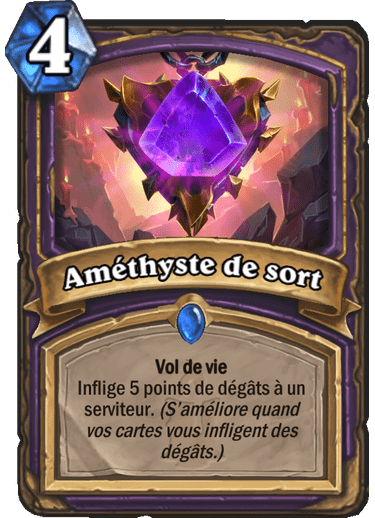 4
Améthyste de sort
Vol de vie
Inflige 5 points de dégâts à un
serviteur. (S'améliore quand
vos cartes vous infligent des
dégâts.)